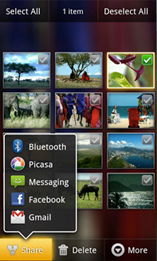 Select All 1 item Deselect All
Bluetooth
Picasa
Messaging
Facebook
Gmail
Share Delete More